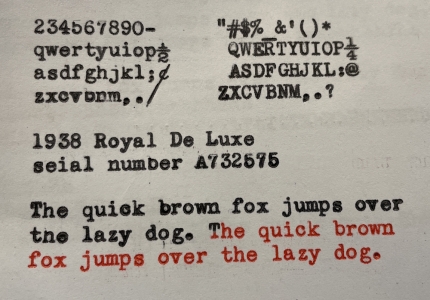 234567890- "#$%_&'()*
qwertyuiop½ QWERTYUIOP¼
asdfghjkl;¢ ASDFGHJKL:@
zxcvbnm,./ ZXCVBNM,.?
1938 Royal De Luxe
seial number A732575
The quick brown fox jumps over
the lazy dog. The quick brown
fox jumps over the lazy dog.